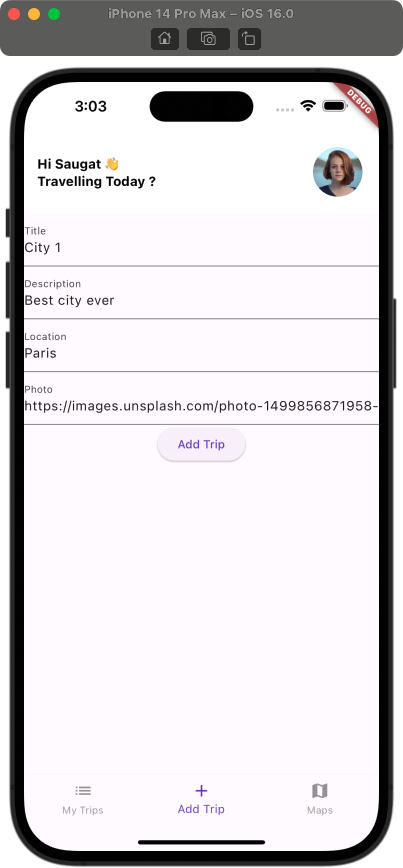 iPhone 14 Pro Max – iOS 16.0
3:03
DEBUG
Hi Saugat 👋
Travelling Today ?
Title
City 1
Description
Best city ever
Location
Paris
Photo
https://images.unsplash.com/photo-1499856871958-
Add Trip
My Trips
Add Trip
Maps